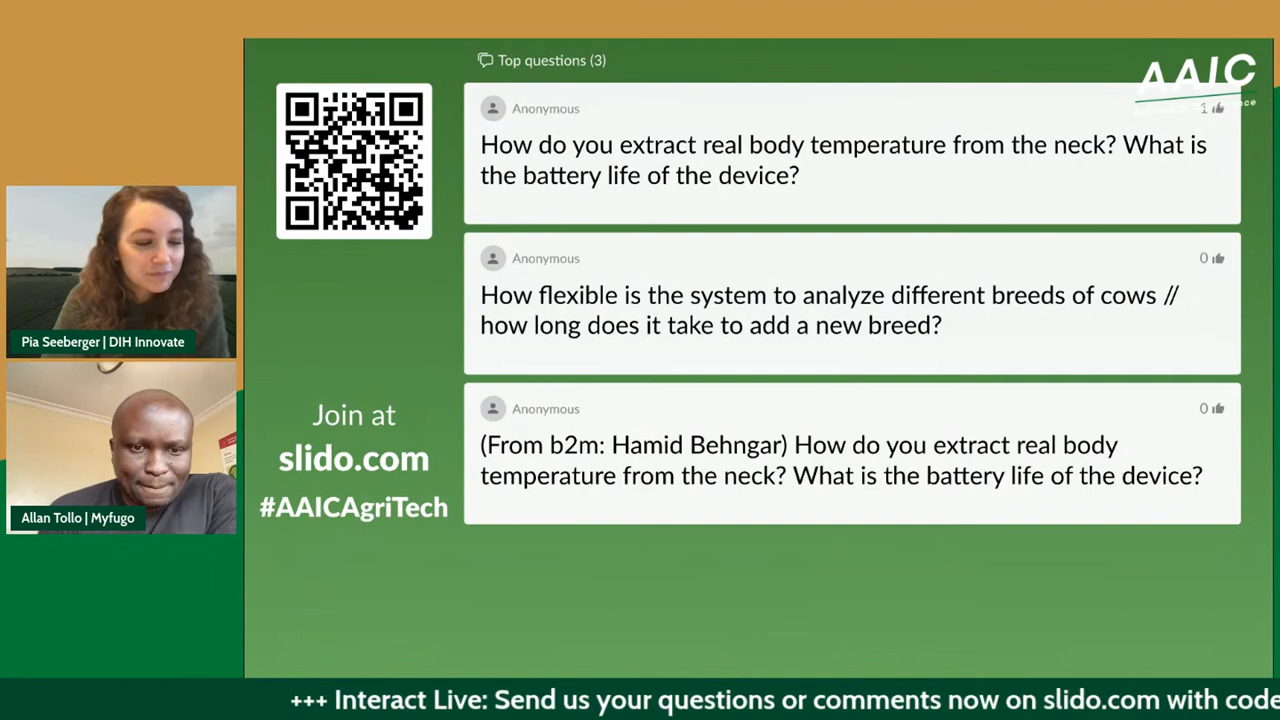 Top questions (3)
AAIC
Anonymous
1
How do you extract real body temperature from the neck? What is
the battery life of the device?
Anonymous
0
How flexible is the system to analyze different breeds of cows //
how long does it take to add a new breed?
Anonymous
0
(From b2m: Hamid Behngar) How do you extract real body
temperature from the neck? What is the battery life of the device?
Pia Seeberger | DIH Innovate
Allan Tollo | Myfugo
Join at
slido.com
#AAICAgriTech
+++ Interact Live: Send us your questions or comments now on slido.com with code